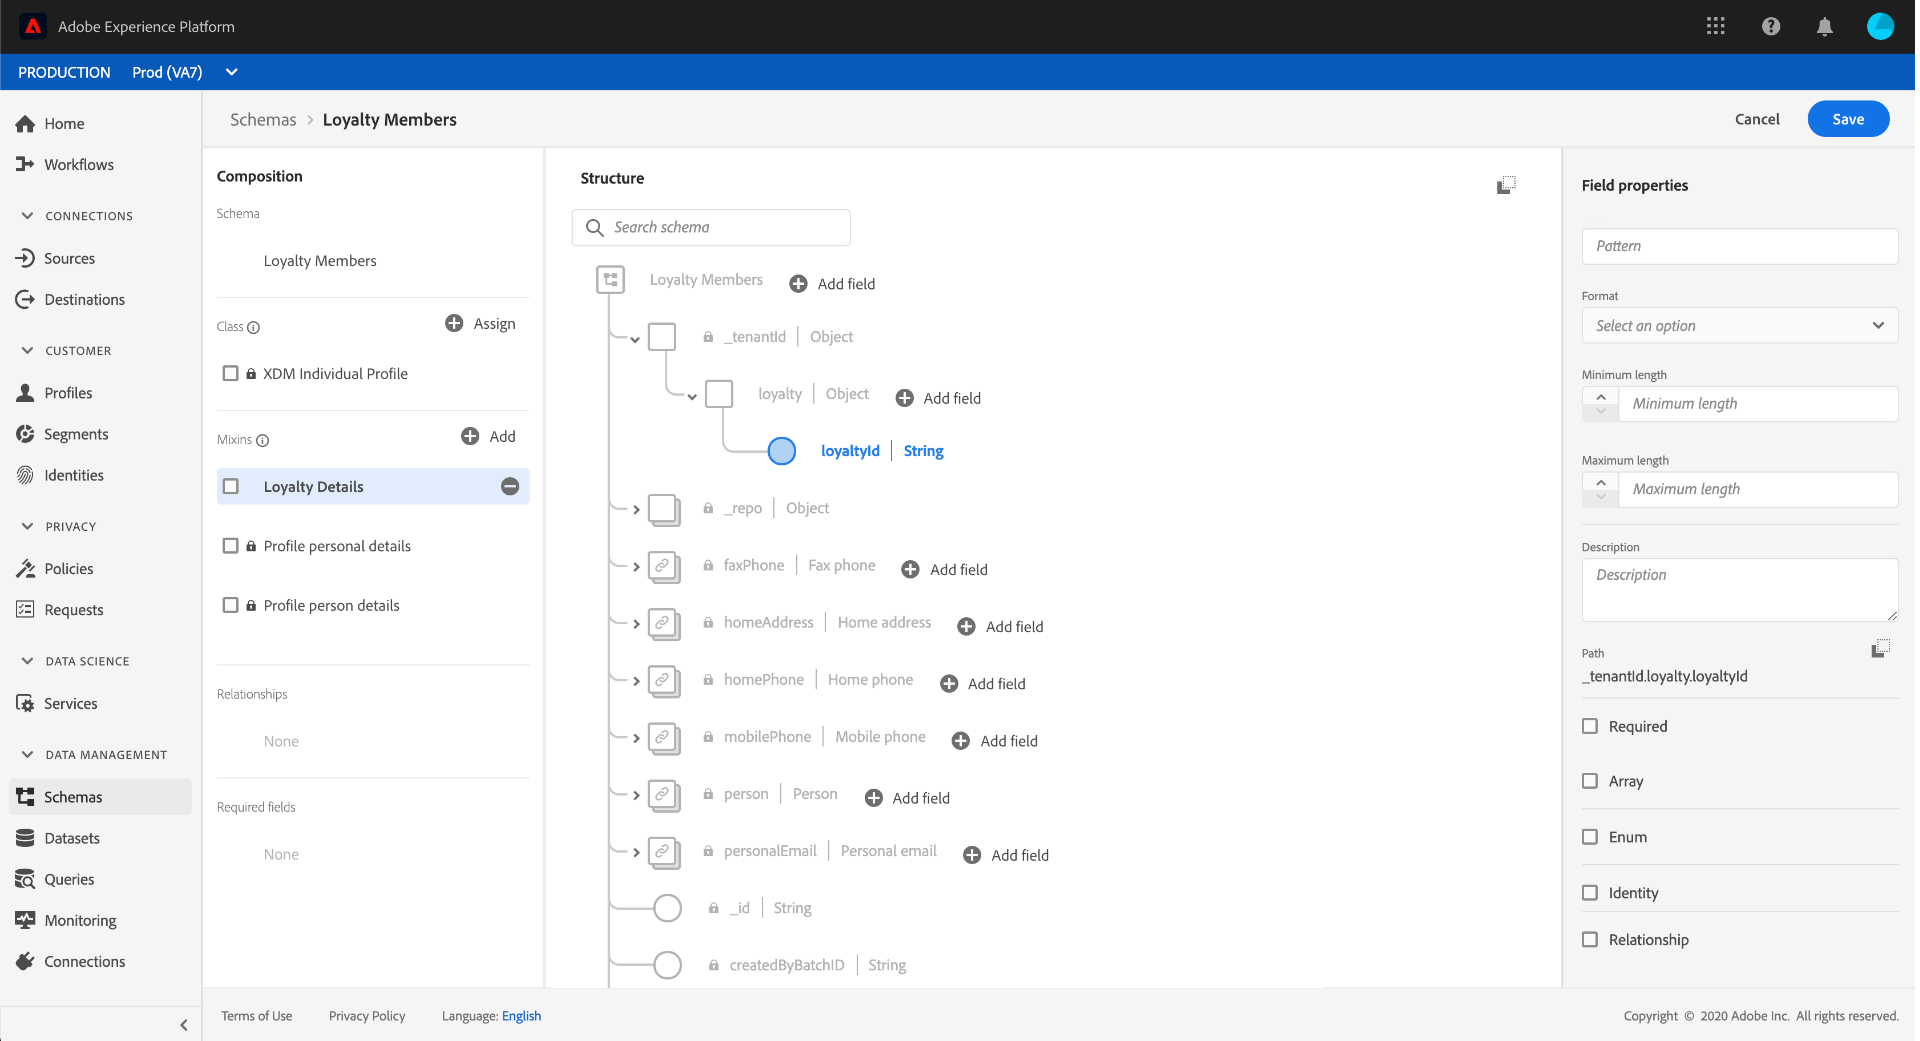 Adobe Experience Platform
PRODUCTION Prod (VA7)
Home
Workflows
CONNECTIONS
Sources
Destinations
CUSTOMER
Profiles
Segments
Identities
PRIVACY
Policies
Requests
DATA SCIENCE
Services
DATA MANAGEMENT
Schemas
Datasets
Queries
Monitoring
Connections
Schemas > Loyalty Members
Cancel
Save
Composition
Schema
Loyalty Members
Class
Assign
XDM Individual Profile
Mixins
Add
Loyalty Details
Profile personal details
Profile person details
Relationships
None
Required fields
None
Structure
Search schema
Loyalty Members Add field
_tenantId | Object
loyalty | Object Add field
loyaltyId | String
_repo | Object
faxPhone | Fax phone Add field
homeAddress | Home address Add field
homePhone | Home phone Add field
mobilePhone | Mobile phone Add field
person | Person Add field
personalEmail | Personal email Add field
_id | String
createdByBatchID | String
Field properties
Pattern
Format
Select an option
Minimum length
Minimum length
Maximum length
Maximum length
Description
Description
Path
_tenantId.loyalty.loyaltyId
Required
Array
Enum
Identity
Relationship
Terms of Use Privacy Policy Language: English
Copyright © 2020 Adobe Inc. All rights reserved.